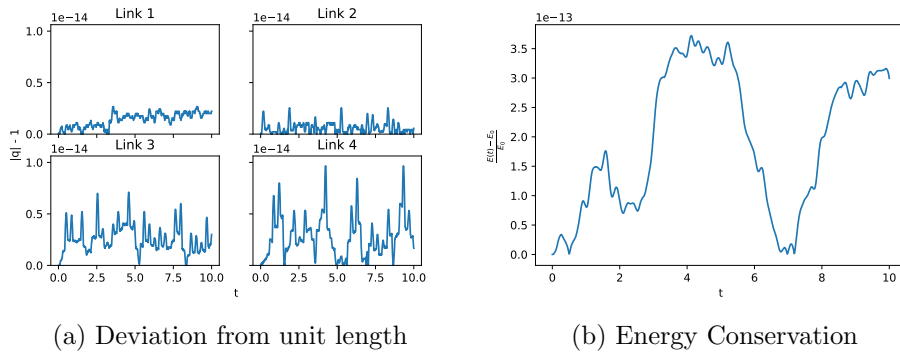 Link 1
Link 2
1e−14
1e−14
1.0
0.5
0.0
Link 3
Link 4
1e−14
1e−14
1.0
0.5
0.0
0.0 2.5 5.0 7.5 10.0
0.0 2.5 5.0 7.5 10.0
|q| - 1
t
(a) Deviation from unit length
1e−13
3.5
3.0
2.5
2.0
1.5
1.0
0.5
0.0
0 2 4 6 8 10
E(t) − E₀
E₀
t
(b) Energy Conservation